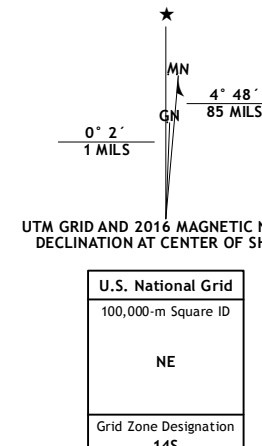 MN
GN
4° 48´
85 MILS
0° 2´
1 MILS
UTM GRID AND 2016 MAGNETIC N
DECLINATION AT CENTER OF SH
U.S. National Grid
100,000-m Square ID
NE
Grid Zone Designation
14S